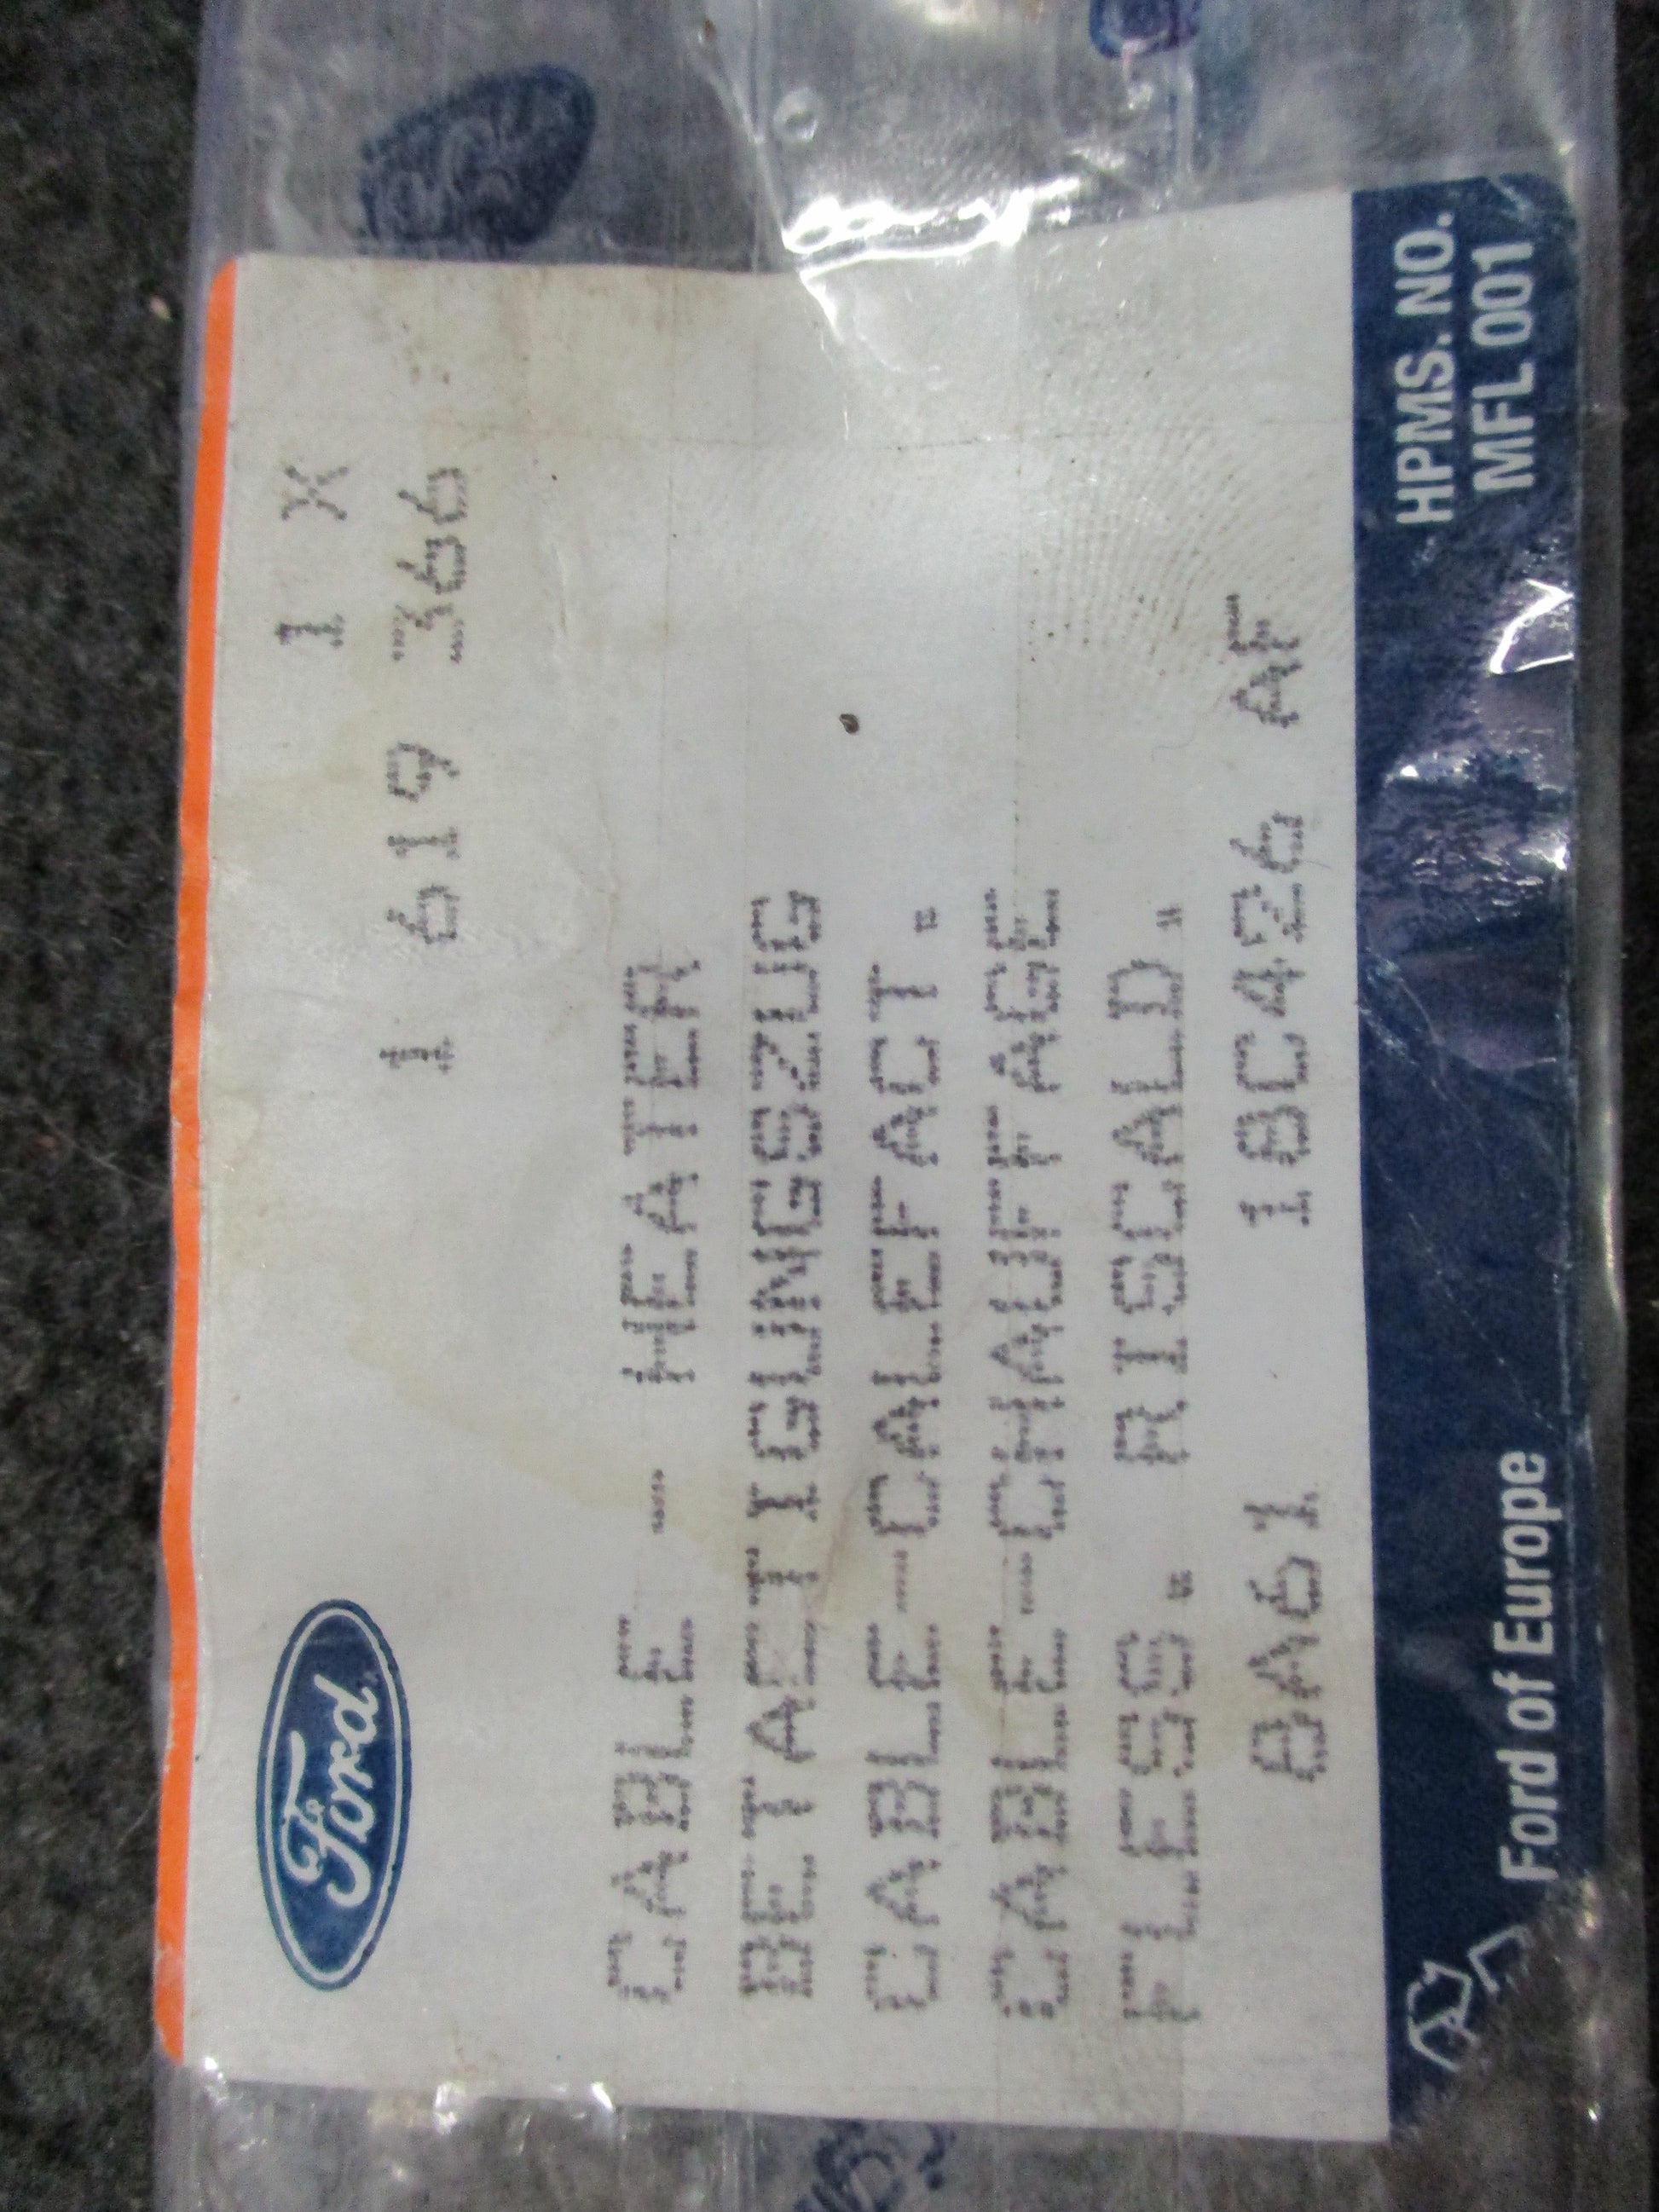 Ford
1 X
1 619 366
CABLE - HEATER
BETAETIGUNGSZUG
CABLE-CALEFACT.
CABLE-CHAUFFAGE
FLESS. RISCALD.
8A61 18C426 AF
Ford of Europe
HPMS. NO.
MFL 001